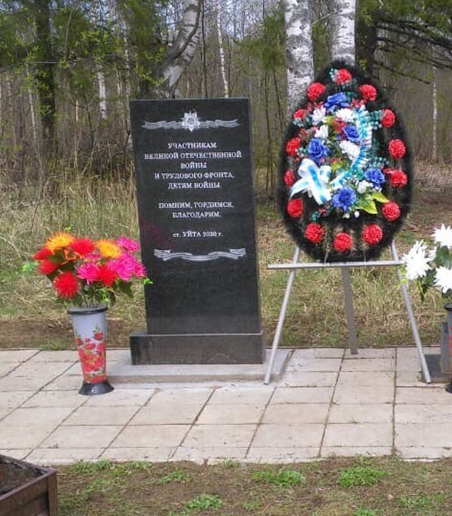 УЧАСТНИКАМ
ВЕЛИКОЙ ОТЕЧЕСТВЕННОЙ
ВОЙНЫ
И ТРУДОВОГО ФРОНТА,
ДЕТЯМ ВОЙНЫ.
ПОМНИМ, ГОРДИМСЯ,
БЛАГОДАРИМ.
ст. УЙТА 2020 г.